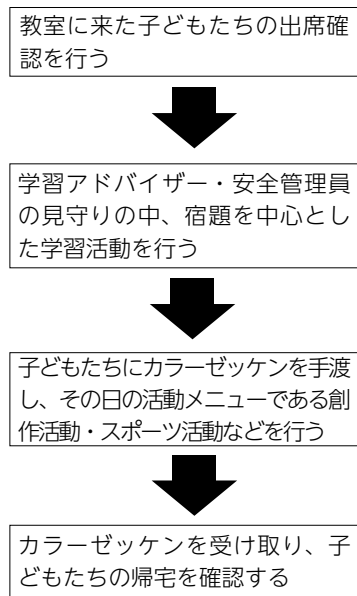 教室に来た子どもたちの出席確
認を行う
学習アドバイザー・安全管理員
の見守りの中、宿題を中心とし
た学習活動を行う
子どもたちにカラーゼッケンを手渡
し、その日の活動メニューである創
作活動・スポーツ活動などを行う
カラーゼッケンを受け取り、子
どもたちの帰宅を確認する